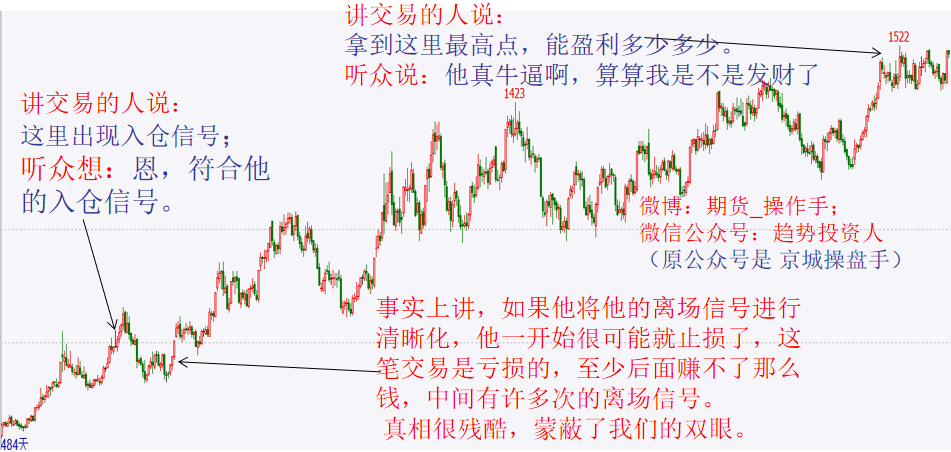 讲交易的人说:
拿到这里最高点，能盈利多少多少。
听众说：他真牛逼啊，算算我是不是发财了
1522
1423
讲交易的人说:
这里出现入仓信号；
听众想：恩，符合他
的入仓信号。
微博：期货_操作手；
微信公众号：趋势投资人
（原公众号是 京城操盘手）
事实上讲，如果他将他的离场信号进行
清晰化，他一开始很可能就止损了，这
笔交易是亏损的，至少后面赚不了那么
钱，中间有许多次的离场信号。
真相很残酷，蒙蔽了我们的双眼。
484天